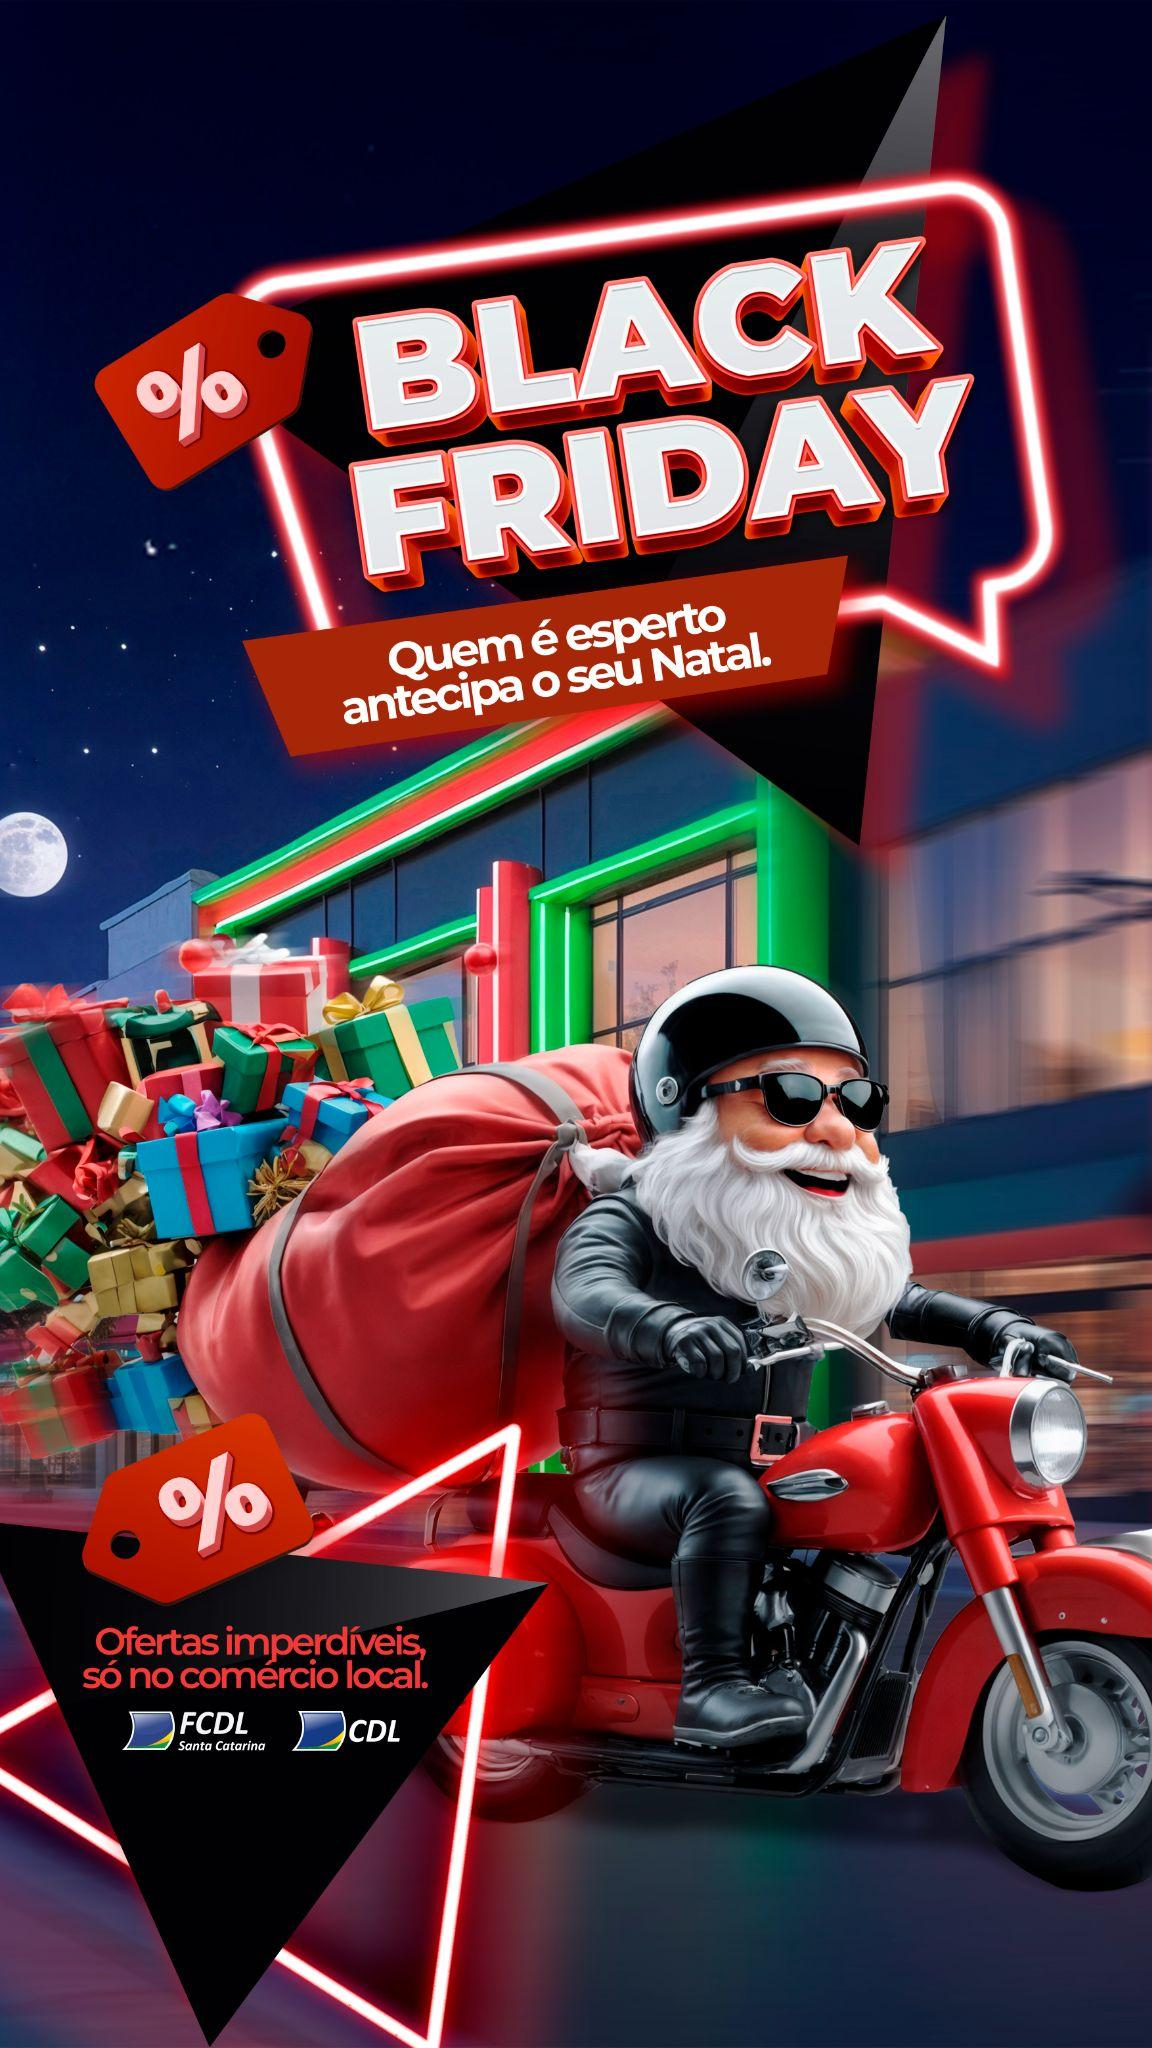 %
BLACK
FRIDAY
Quem é esperto
antecipa o seu Natal.
%
Ofertas imperdíveis,
só no comércio local.
FCDL
Santa Catarina
CDL